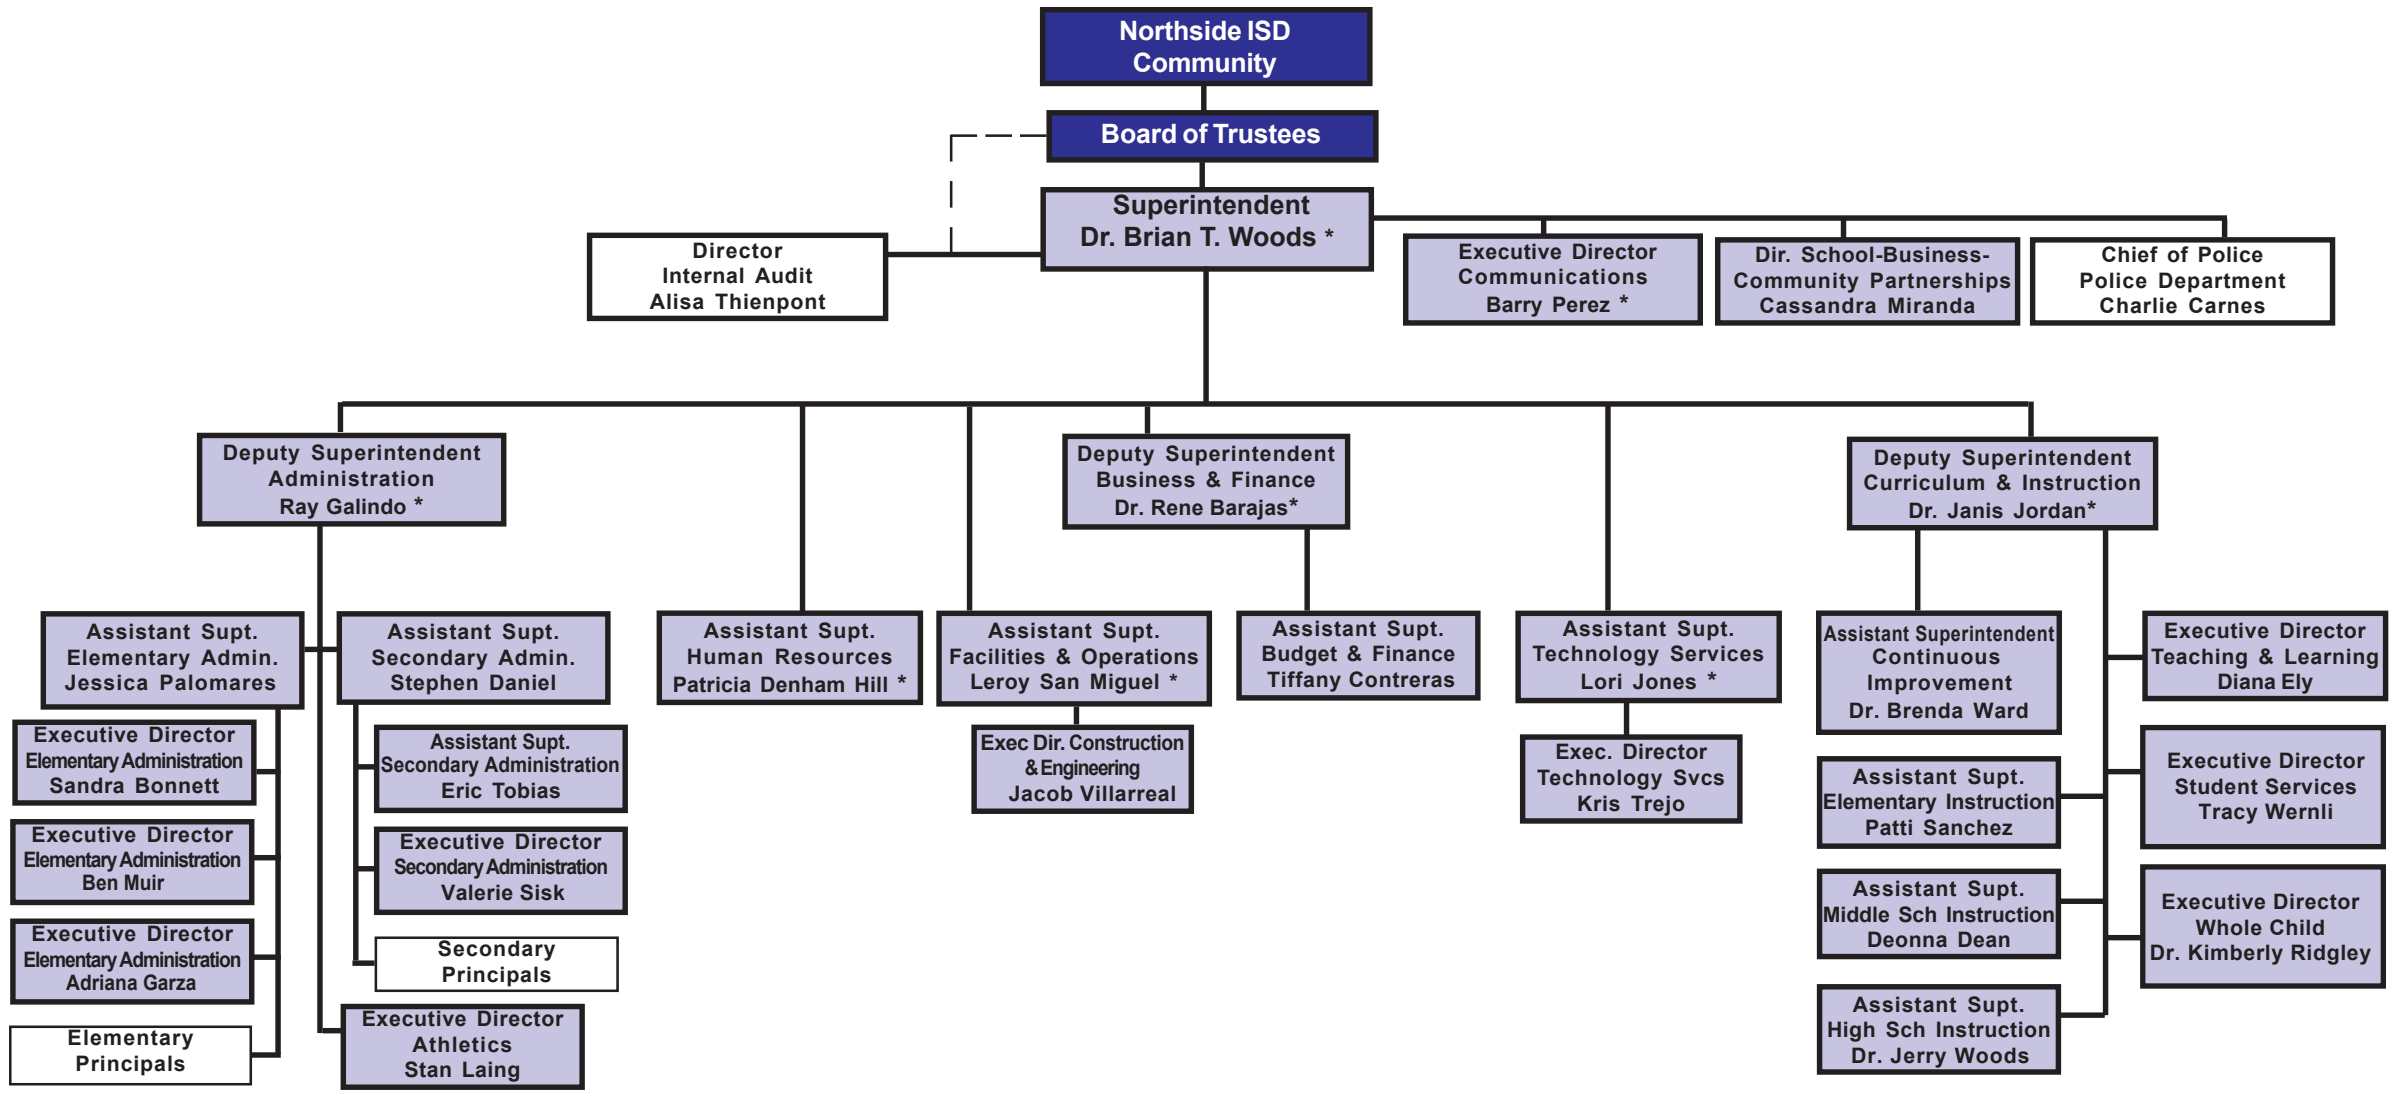 Northside ISD
Community
Board of Trustees
Superintendent
Dr. Brian T. Woods *
Director
Internal Audit
Alisa Thienpont
Executive Director
Communications
Barry Perez *
Dir. School-Business-
Community Partnerships
Cassandra Miranda
Chief of Police
Police Department
Charlie Carnes
Deputy Superintendent
Administration
Ray Galindo *
Deputy Superintendent
Business & Finance
Dr. Rene Barajas*
Deputy Superintendent
Curriculum & Instruction
Dr. Janis Jordan*
Assistant Supt.
Elementary Admin.
Jessica Palomares
Assistant Supt.
Secondary Admin.
Stephen Daniel
Assistant Supt.
Human Resources
Patricia Denham Hill *
Assistant Supt.
Facilities & Operations
Leroy San Miguel *
Assistant Supt.
Budget & Finance
Tiffany Contreras
Assistant Supt.
Technology Services
Lori Jones *
Assistant Superintendent
Continuous
Improvement
Dr. Brenda Ward
Executive Director
Teaching & Learning
Diana Ely
Executive Director
Elementary Administration
Sandra Bonnett
Assistant Supt.
Secondary Administration
Eric Tobias
Exec Dir. Construction
& Engineering
Jacob Villarreal
Exec. Director
Technology Svcs
Kris Trejo
Assistant Supt.
Elementary Instruction
Patti Sanchez
Executive Director
Student Services
Tracy Wernli
Executive Director
Elementary Administration
Ben Muir
Executive Director
Secondary Administration
Valerie Sisk
Assistant Supt.
Middle Sch Instruction
Deonna Dean
Executive Director
Whole Child
Dr. Kimberly Ridgley
Executive Director
Elementary Administration
Adriana Garza
Secondary
Principals
Elementary
Principals
Executive Director
Athletics
Stan Laing
Assistant Supt.
High Sch Instruction
Dr. Jerry Woods